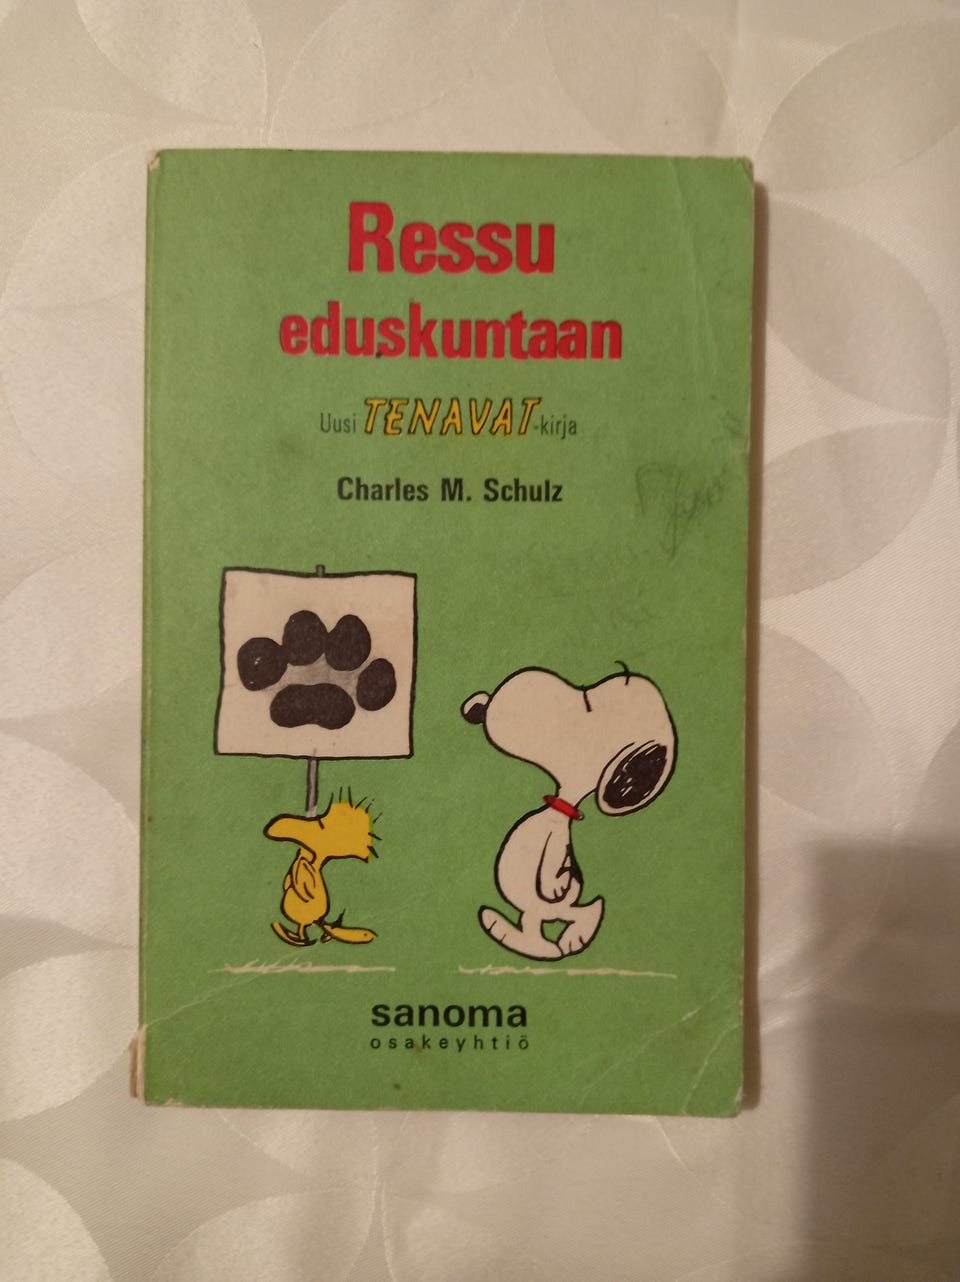 Ressu
eduskuntaan
Uusi TENAVAT-kirja
Charles M. Schulz
sanoma
osakeyhtiö